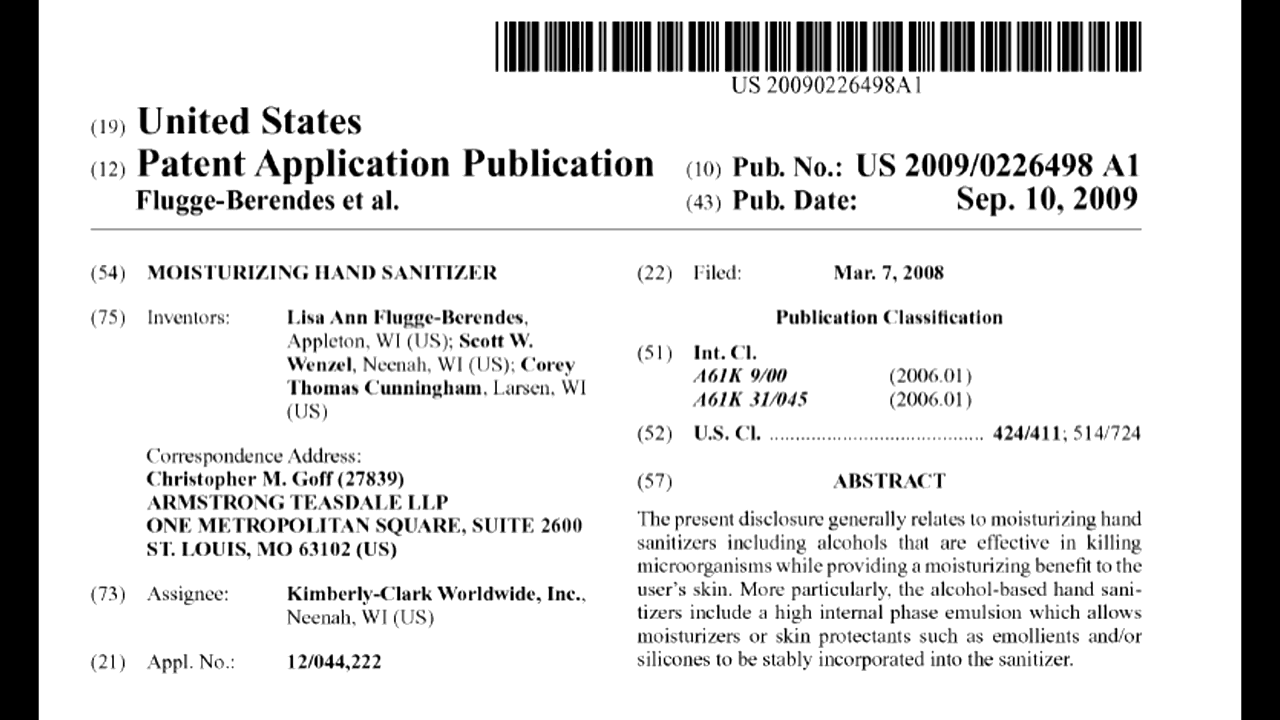 US 20090226498A1
(19) United States
(12) Patent Application Publication
Flugge-Berendes et al.
(10) Pub. No.: US 2009/0226498 A1
(43) Pub. Date: Sep. 10, 2009
(54) MOISTURIZING HAND SANITIZER
(75) Inventors: Lisa Ann Flugge-Berendes,
Appleton, WI (US); Scott W.
Wenzel, Neenah, WI (US); Corey
Thomas Cunningham, Larsen, WI
(US)
Correspondence Address:
Christopher M. Goff (27839)
ARMSTRONG TEASDALE LLP
ONE METROPOLITAN SQUARE, SUITE 2600
ST. LOUIS, MO 63102 (US)
(73) Assignee: Kimberly-Clark Worldwide, Inc.,
Neenah, WI (US)
(21) Appl. No.: 12/044,222
(22) Filed: Mar. 7, 2008
Publication Classification
(51) Int. Cl.
A61K 9/00 (2006.01)
A61K 31/045 (2006.01)
(52) U.S. Cl. ........................................ 424/411; 514/724
(57) ABSTRACT
The present disclosure generally relates to moisturizing hand
sanitizers including alcohols that are effective in killing
microorganisms while providing a moisturizing benefit to the
user's skin. More particularly, the alcohol-based hand sani-
tizers include a high internal phase emulsion which allows
moisturizers or skin protectants such as emollients and/or
silicones to be stably incorporated into the sanitizer.